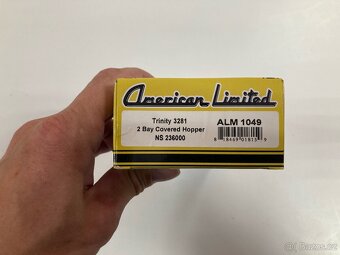 American Limited
Trinity 3281
2 Bay Covered Hopper
NS 236000
ALM 1049